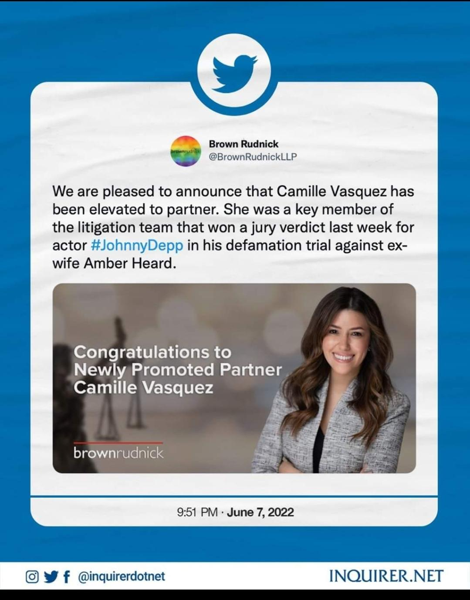 Brown Rudnick
@BrownRudnickLLP
We are pleased to announce that Camille Vasquez has
been elevated to partner. She was a key member of
the litigation team that won a jury verdict last week for
actor #JohnnyDepp in his defamation trial against ex-
wife Amber Heard.
Congratulations to
Newly Promoted Partner
Camille Vasquez
brownrudnick
9:51 PM · June 7, 2022
@inquirerdotnet
INQUIRER.NET